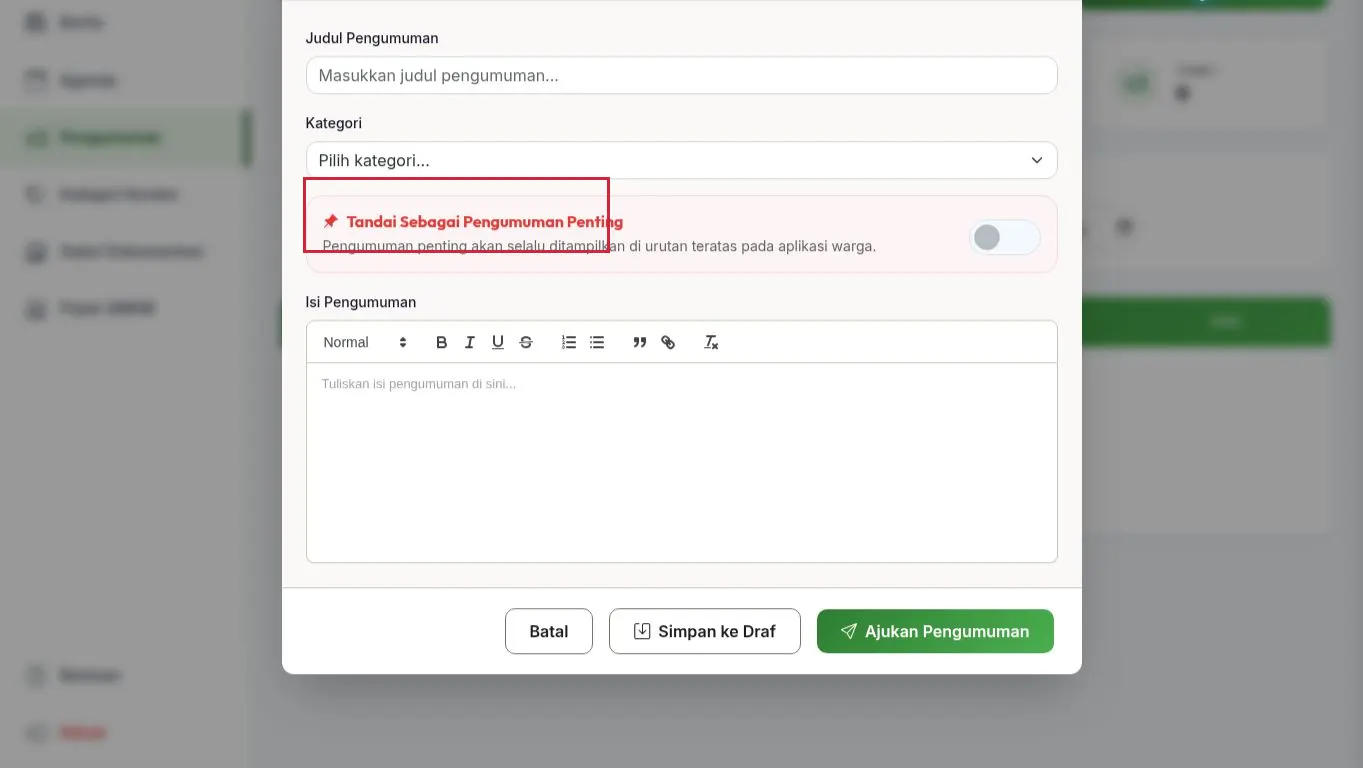 Judul Pengumuman
Masukkan judul pengumuman...
Kategori
Pilih kategori...
Tandai Sebagai Pengumuman Penting
Pengumuman penting akan selalu ditampilkan di urutan teratas pada aplikasi warga.
Isi Pengumuman
Normal
Tuliskan isi pengumuman di sini...
Batal
Simpan ke Draf
Ajukan Pengumuman